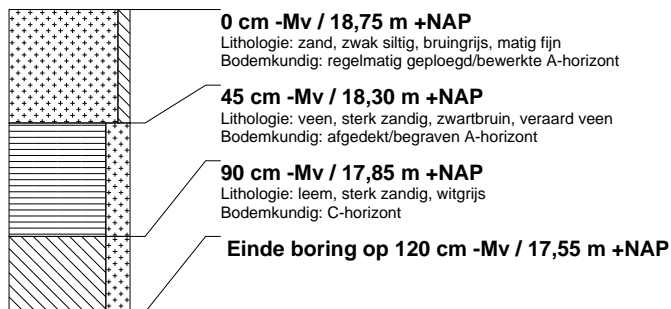 0 cm -Mv / 18,75 m +NAP
Lithologie: zand, zwak siltig, bruingrijs, matig fijn
Bodemkundig: regelmatig geploegd/bewerkte A-horizont
45 cm -Mv / 18,30 m +NAP
Lithologie: veen, sterk zandig, zwartbruin, veraard veen
Bodemkundig: afgedekt/begraven A-horizont
90 cm -Mv / 17,85 m +NAP
Lithologie: leem, sterk zandig, witgrijs
Bodemkundig: C-horizont
Einde boring op 120 cm -Mv / 17,55 m +NAP